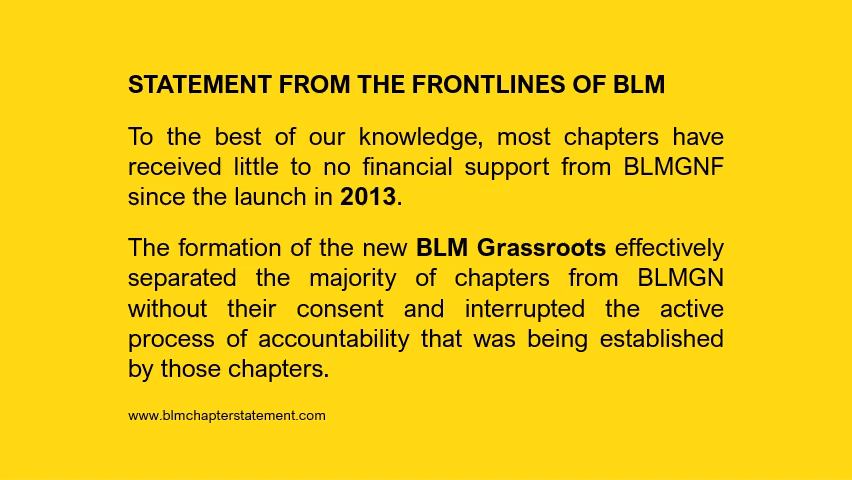 STATEMENT FROM THE FRONTLINES OF BLM
To the best of our knowledge, most chapters have
received little to no financial support from BLMGNF
since the launch in 2013.
The formation of the new BLM Grassroots effectively
separated the majority of chapters from BLMGN
without their consent and interrupted the active
process of accountability that was being established
by those chapters.
www.blmchapterstatement.com